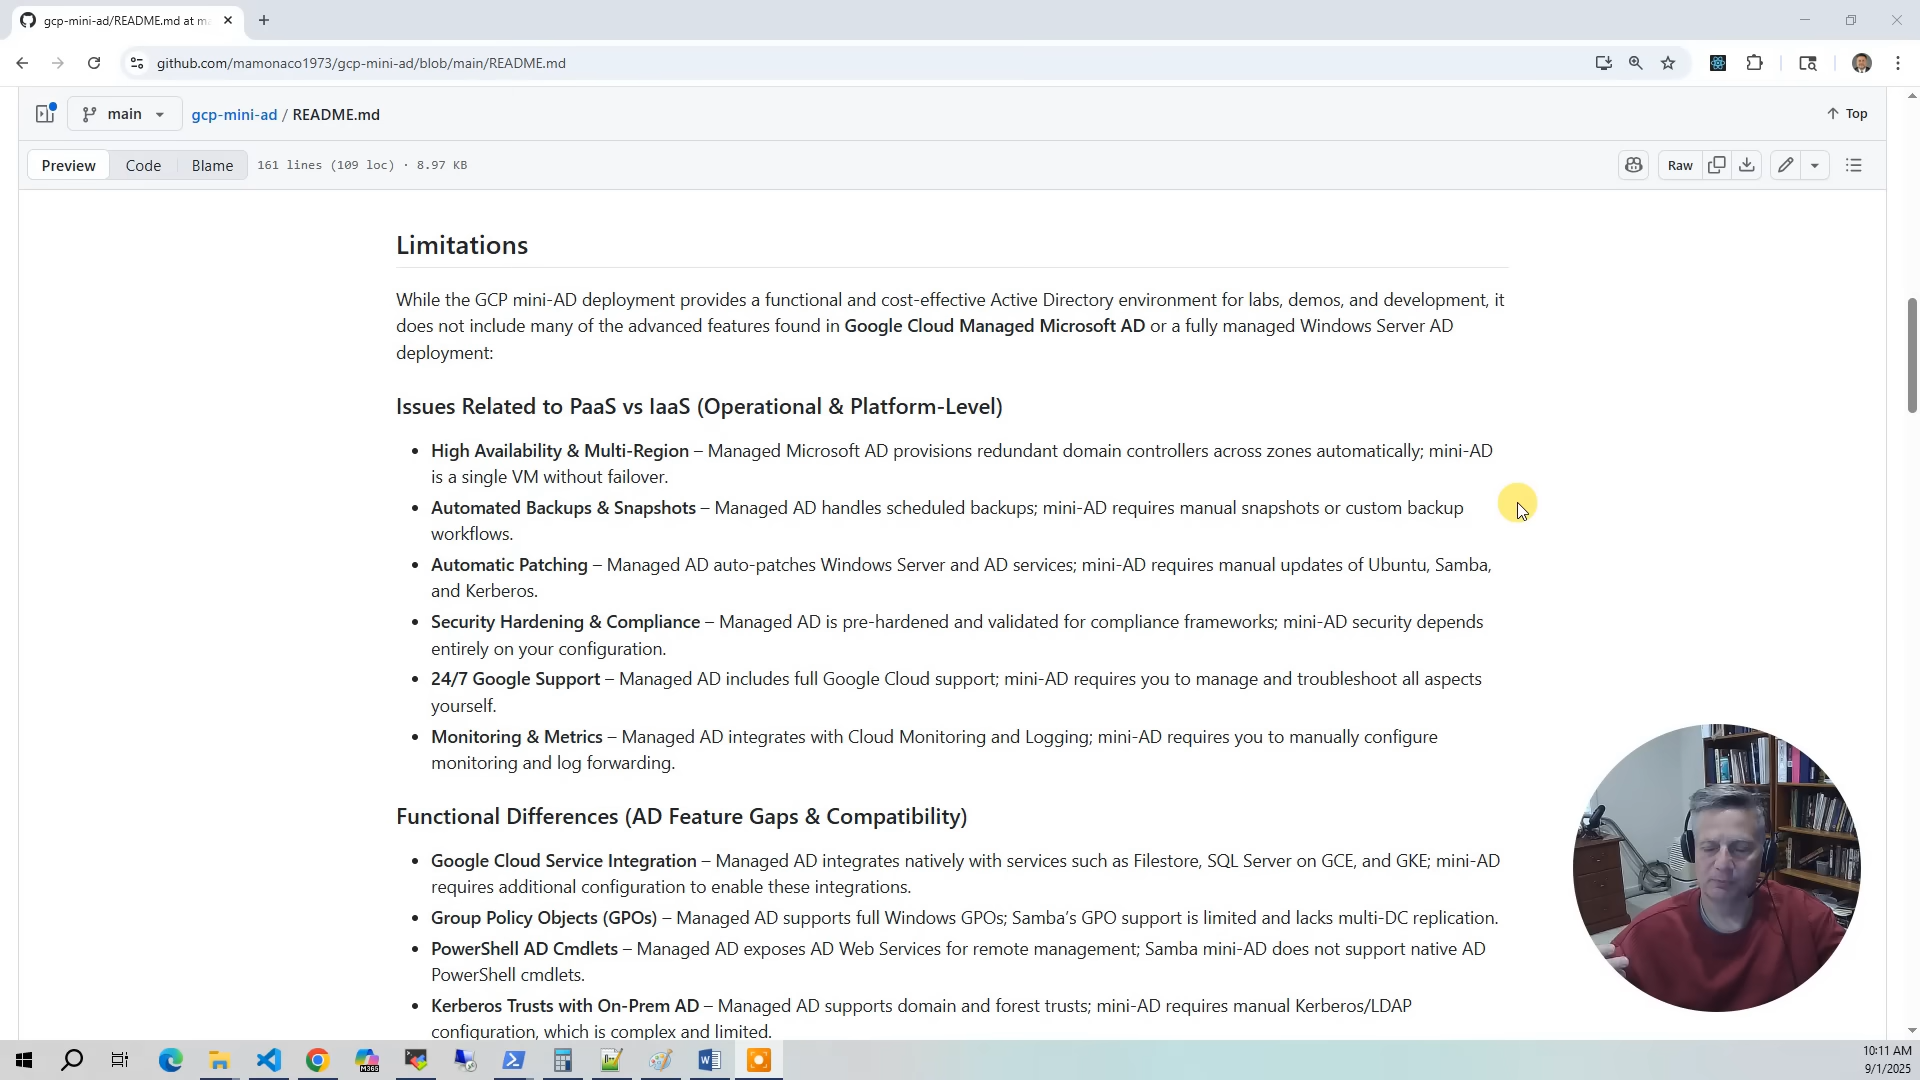 gcp-mini-ad/README.md at ma
github.com/mamonaco1973/gcp-mini-ad/blob/main/README.md
main
gcp-mini-ad / README.md
Top
Preview
Code
Blame
161 lines (109 loc) · 8.97 KB
Raw
Limitations
While the GCP mini-AD deployment provides a functional and cost-effective Active Directory environment for labs, demos, and development, it
does not include many of the advanced features found in Google Cloud Managed Microsoft AD or a fully managed Windows Server AD
deployment:
Issues Related to PaaS vs IaaS (Operational & Platform-Level)
• High Availability & Multi-Region – Managed Microsoft AD provisions redundant domain controllers across zones automatically; mini-AD
is a single VM without failover.
• Automated Backups & Snapshots – Managed AD handles scheduled backups; mini-AD requires manual snapshots or custom backup
workflows.
• Automatic Patching – Managed AD auto-patches Windows Server and AD services; mini-AD requires manual updates of Ubuntu, Samba,
and Kerberos.
• Security Hardening & Compliance – Managed AD is pre-hardened and validated for compliance frameworks; mini-AD security depends
entirely on your configuration.
• 24/7 Google Support – Managed AD includes full Google Cloud support; mini-AD requires you to manage and troubleshoot all aspects
yourself.
• Monitoring & Metrics – Managed AD integrates with Cloud Monitoring and Logging; mini-AD requires you to manually configure
monitoring and log forwarding.
Functional Differences (AD Feature Gaps & Compatibility)
• Google Cloud Service Integration – Managed AD integrates natively with services such as Filestore, SQL Server on GCE, and GKE; mini-AD
requires additional configuration to enable these integrations.
• Group Policy Objects (GPOs) – Managed AD supports full Windows GPOs; Samba’s GPO support is limited and lacks multi-DC replication.
• PowerShell AD Cmdlets – Managed AD exposes AD Web Services for remote management; Samba mini-AD does not support native AD
PowerShell cmdlets.
• Kerberos Trusts with On-Prem AD – Managed AD supports domain and forest trusts; mini-AD requires manual Kerberos/LDAP
configuration, which is complex and limited.
M365
10:11 AM
9/1/2025